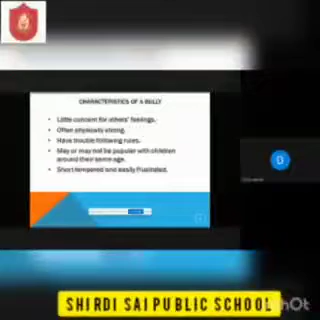 CHARACTERISTICS OF A BULLY
Little concern for others' feelings.
Often physically strong.
Have trouble following rules.
May or may not be popular with children
around their same age.
Short tempered and easily frustrated.
D
SHIRDI SAI PUBLIC SCHOOL